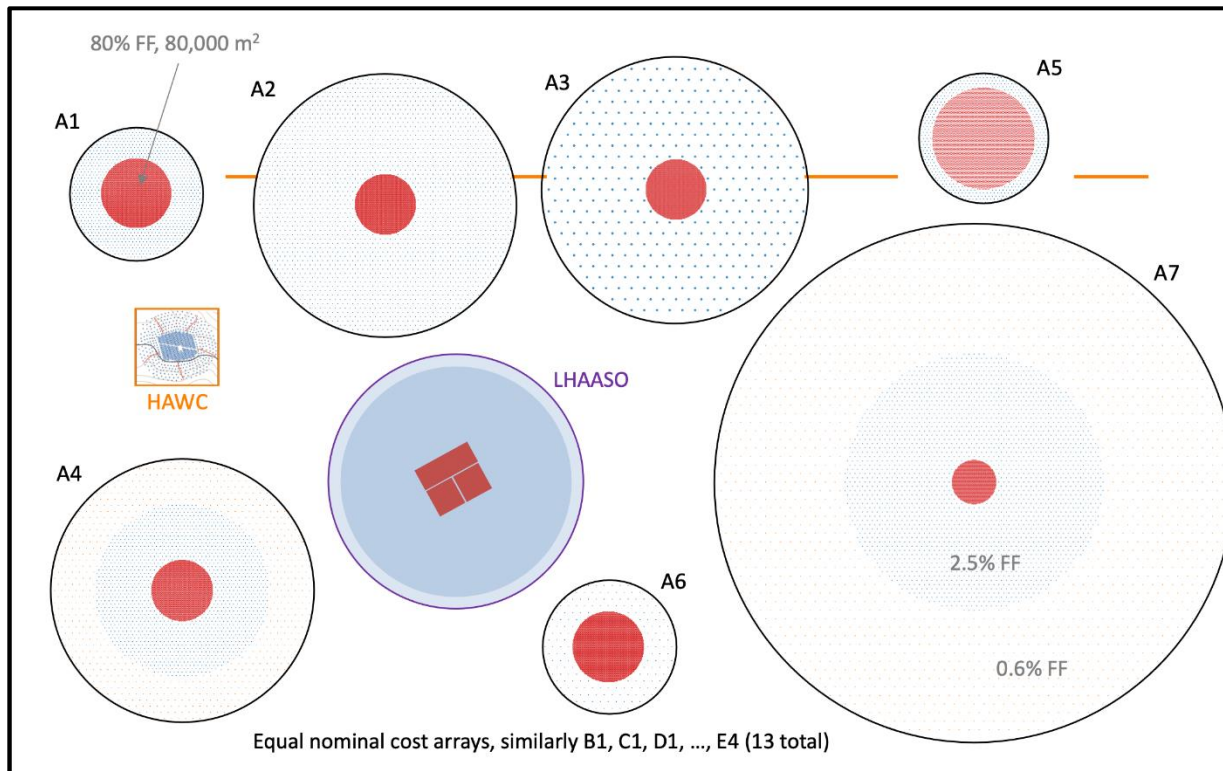 80% FF, 80,000 m²
A1
A2
A3
A5
A7
HAWC
LHAASO
A4
A6
2.5% FF
0.6% FF
Equal nominal cost arrays, similarly B1, C1, D1, ..., E4 (13 total)